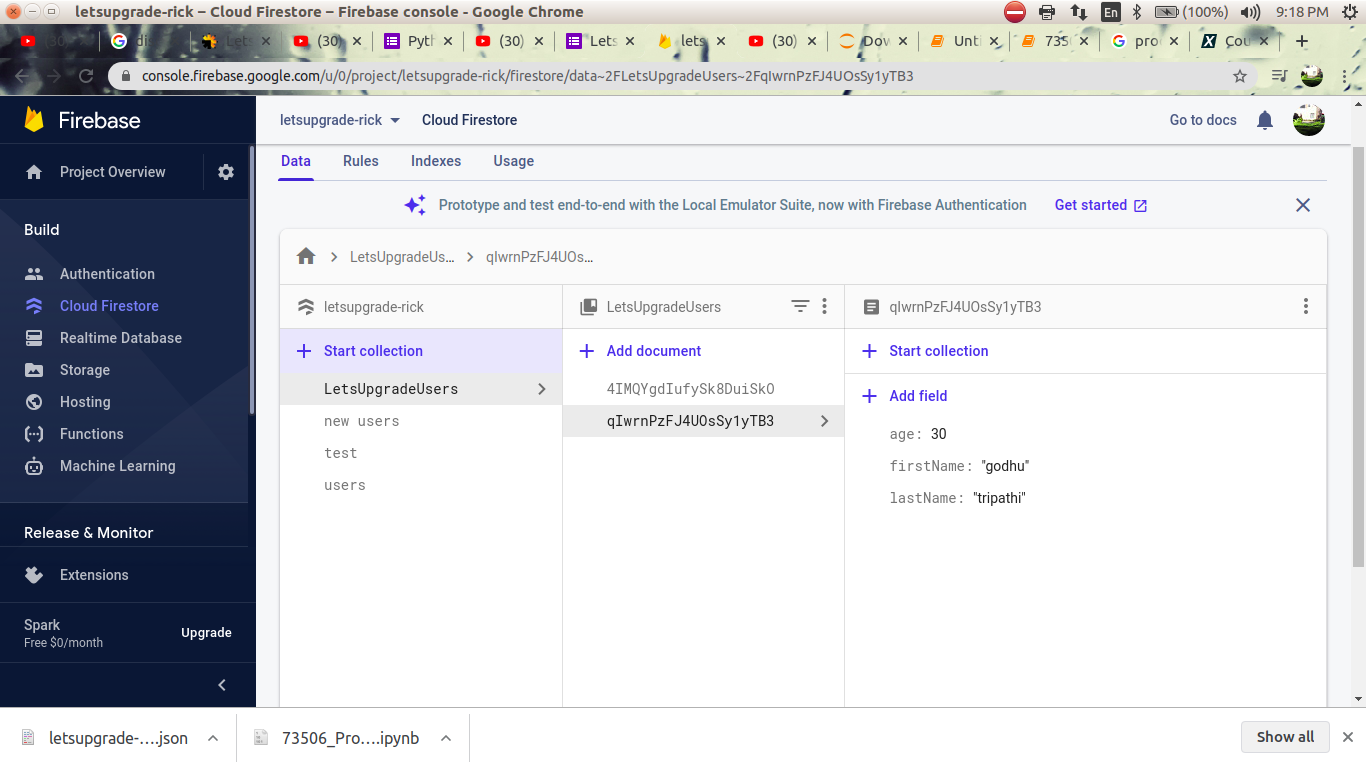 letsupgrade-rick – Cloud Firestore – Firebase console - Google Chrome
En (100%) 9:18 PM
(30) (30) Pyt (30) Lets lets (30) Dow Unti 735 pro Cou
console.firebase.google.com/u/0/project/letsupgrade-rick/firestore/data~2FLetsUpgradeUsers~2FqIwrnPzFJ4UOsSy1yTB3
Firebase
letsupgrade-rick Cloud Firestore Go to docs
Project Overview
Data Rules Indexes Usage
Prototype and test end-to-end with the Local Emulator Suite, now with Firebase Authentication Get started
Build
Authentication
Cloud Firestore
Realtime Database
Storage
Hosting
Functions
Machine Learning
Release & Monitor
Extensions
Spark
Free $0/month
Upgrade
LetsUpgradeUs... qIwrnPzFJ4UOs...
letsupgrade-rick
Start collection
LetsUpgradeUsers
new users
test
users
LetsUpgradeUsers
Add document
4IMQYgdIufySk8DuiSkO
qIwrnPzFJ4UOsSy1yTB3
qIwrnPzFJ4UOsSy1yTB3
Start collection
Add field
age: 30
firstName: "godhu"
lastName: "tripathi"
letsupgrade-....json 73506_Pro....ipynb Show all